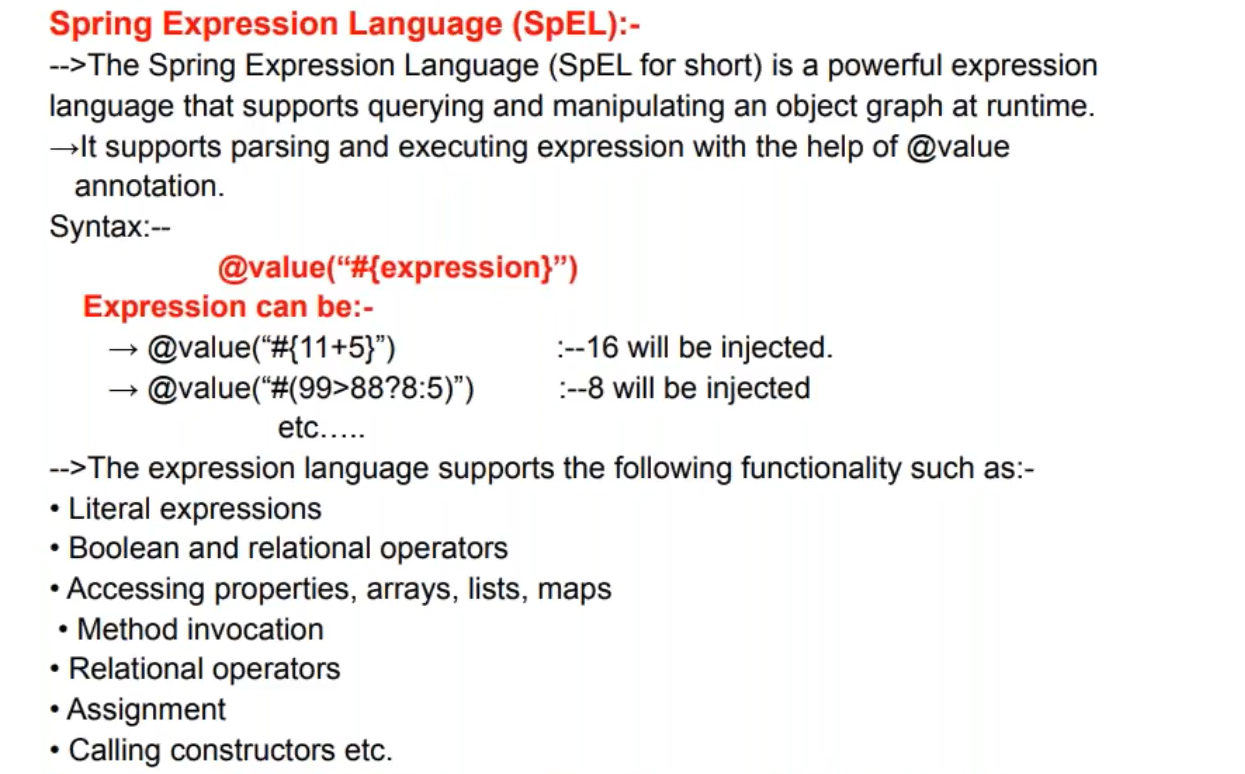 Spring Expression Language (SpEL):-
-->The Spring Expression Language (SpEL for short) is a powerful expression
language that supports querying and manipulating an object graph at runtime.
→It supports parsing and executing expression with the help of @value
annotation.
Syntax:--
@value(“#{expression}”)
Expression can be:-
→ @value(“#{11+5}”) :--16 will be injected.
→ @value(“#(99>88?8:5)”) :--8 will be injected
etc…..
-->The expression language supports the following functionality such as:-
• Literal expressions
• Boolean and relational operators
• Accessing properties, arrays, lists, maps
• Method invocation
• Relational operators
• Assignment
• Calling constructors etc.